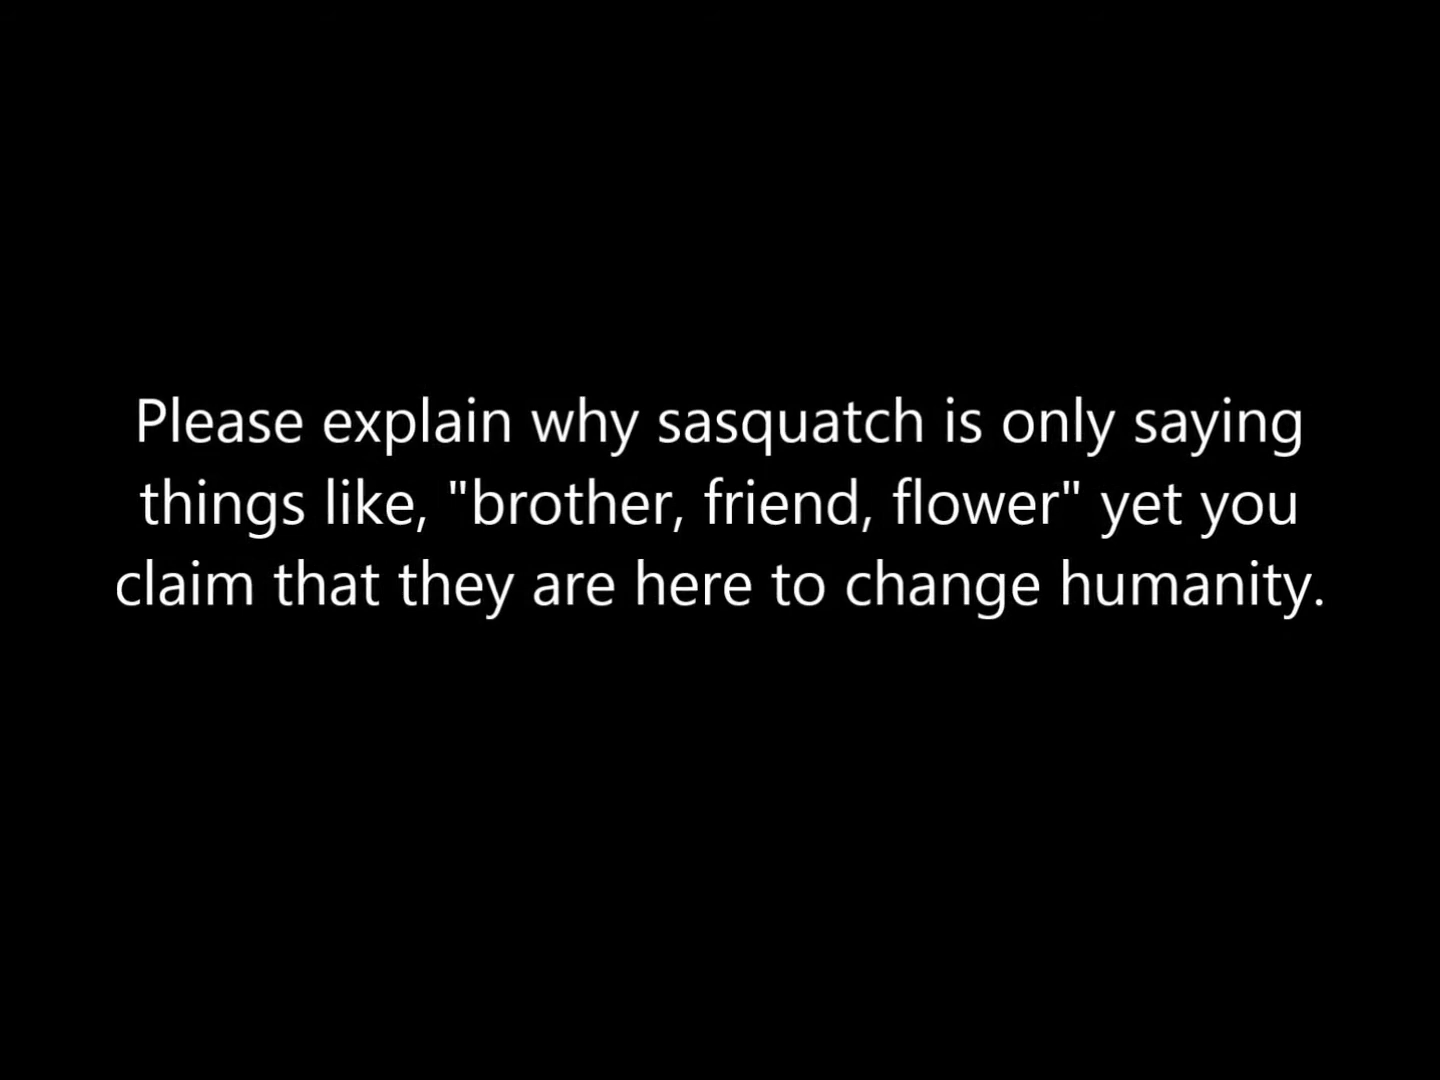 Please explain why sasquatch is only saying
things like, "brother, friend, flower" yet you
claim that they are here to change humanity.